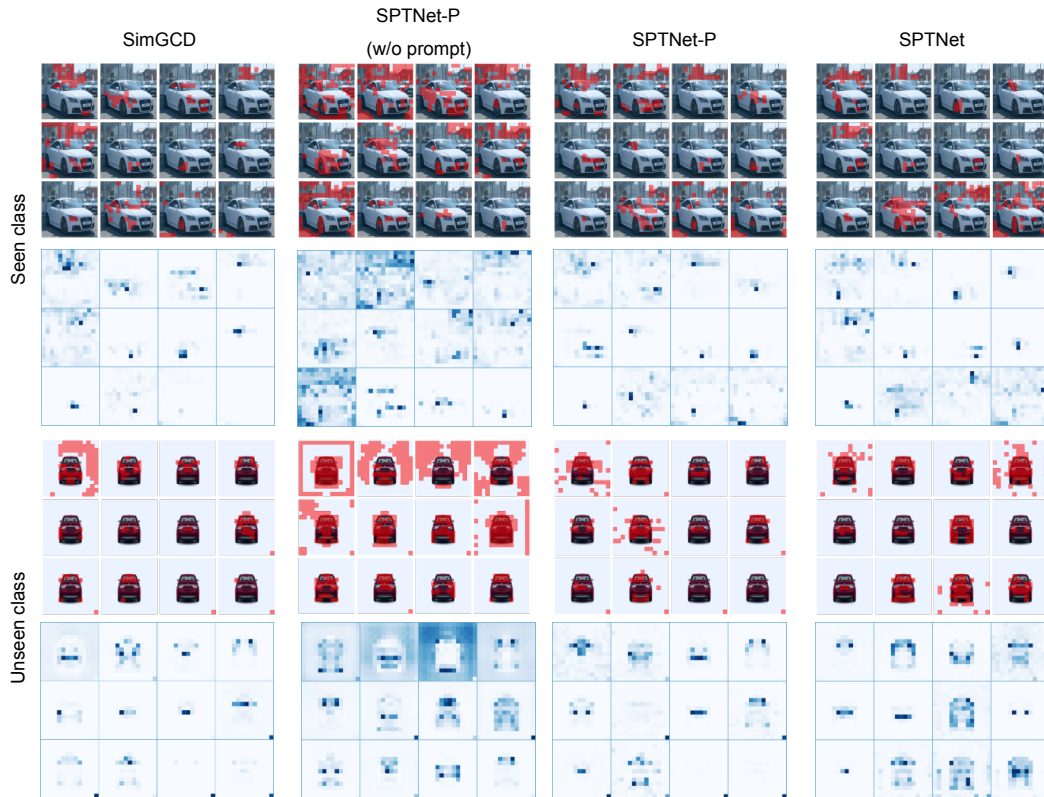 SimGCD
SPTNet-P
(w/o prompt)
SPTNet-P
SPTNet
Seen class
Unseen class